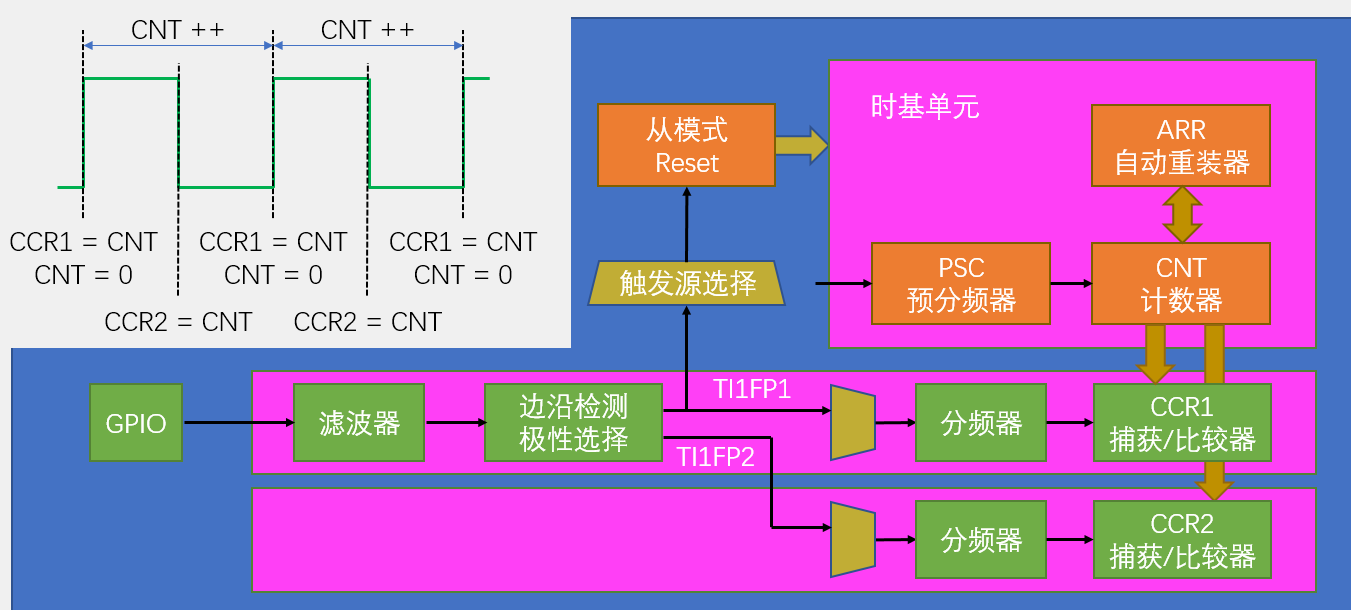 CNT ++
CNT ++
CCR1 = CNT
CNT = 0
CCR1 = CNT
CNT = 0
CCR1 = CNT
CNT = 0
CCR2 = CNT
CCR2 = CNT
时基单元
从模式
Reset
ARR
自动重装器
触发源选择
PSC
预分频器
CNT
计数器
GPIO
滤波器
边沿检测
极性选择
TI1FP1
TI1FP2
分频器
CCR1
捕获/比较器
分频器
CCR2
捕获/比较器